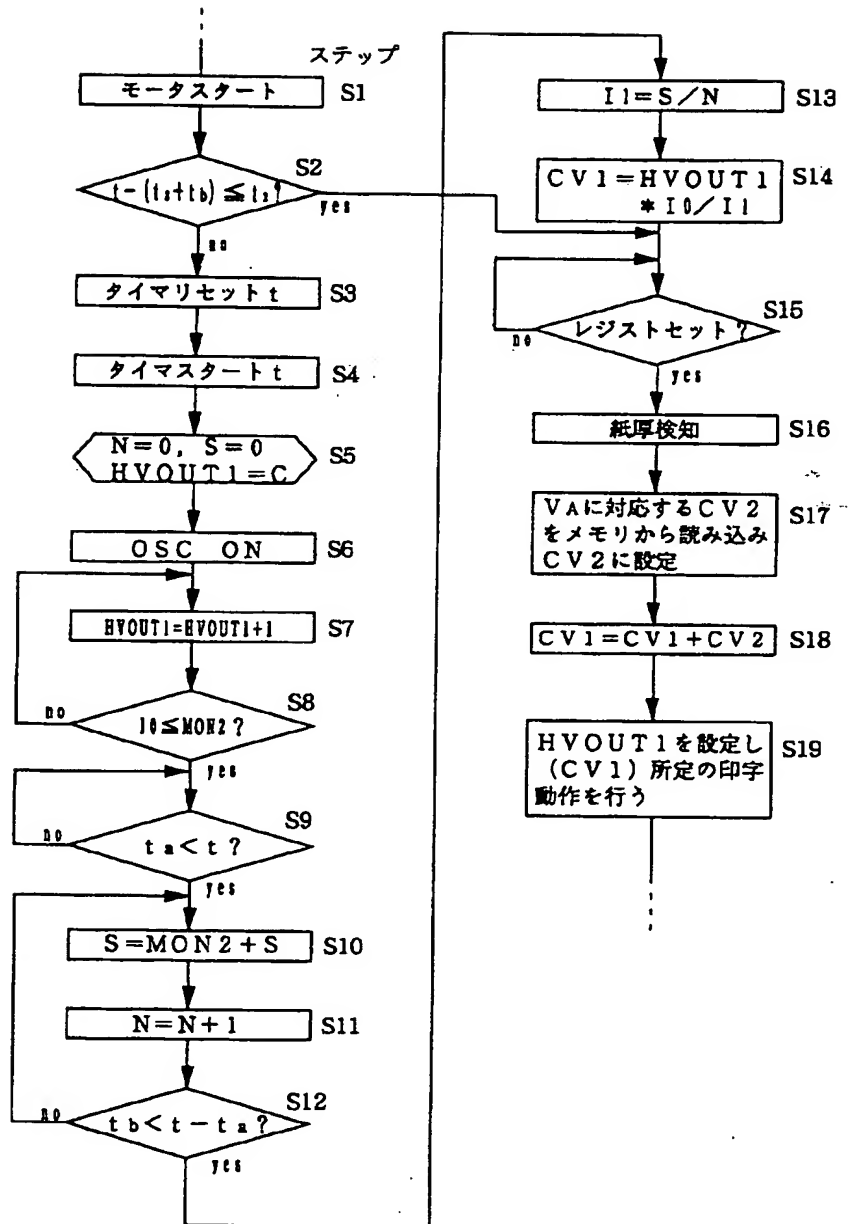 ステップ
モータスタート S1
S2
t-(ta+tb)≦ts?
yes
no
タイマリセットt S3
タイマスタートt S4
N=0, S=0
HVOUT1=C
S5
OSC ON S6
HVOUT1=HVOUT1+1 S7
S8
I0≦MON2?
no
yes
S9
ta<t?
no
yes
S=MON2+S S10
N=N+1 S11
S12
tb<t-ta?
no
yes
I1=S/N S13
CV1=HVOUT1
*I0/I1
S14
S15
レジストセット?
no
yes
紙厚検知 S16
VAに対応するCV2
をメモリから読み込み
CV2に設定
S17
CV1=CV1+CV2 S18
HVOUT1を設定し
(CV1)所定の印字
動作を行う
S19